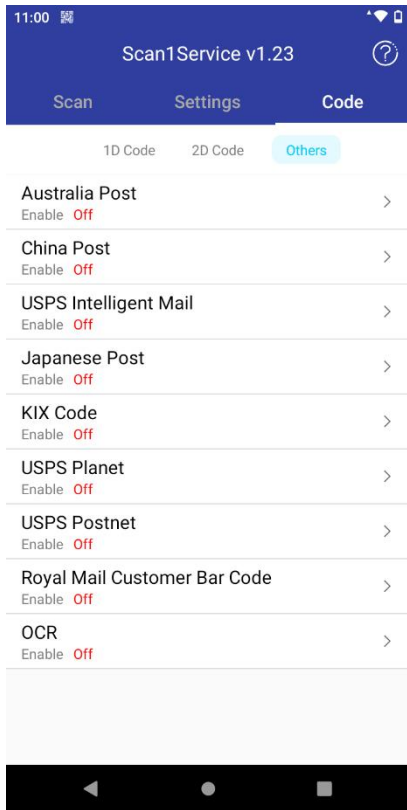 11:00
Scan1Service v1.23
?
Scan Settings Code
1D Code 2D Code Others
Australia Post
Enable Off
China Post
Enable Off
USPS Intelligent Mail
Enable Off
Japanese Post
Enable Off
KIX Code
Enable Off
USPS Planet
Enable Off
USPS Postnet
Enable Off
Royal Mail Customer Bar Code
Enable Off
OCR
Enable Off